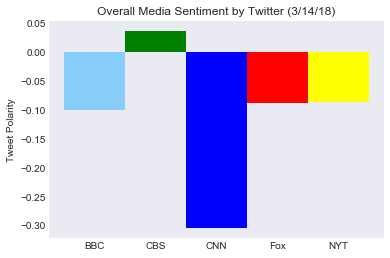 Overall Media Sentiment by Twitter (3/14/18)
Tweet Polarity
0.05
0.00
−0.05
−0.10
−0.15
−0.20
−0.25
−0.30
BBC CBS CNN Fox NYT